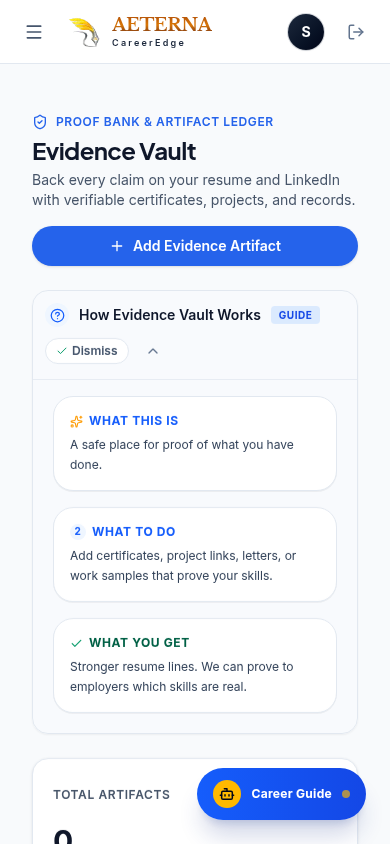 AETERNA
CareerEdge
S
PROOF BANK & ARTIFACT LEDGER
Evidence Vault
Back every claim on your resume and LinkedIn
with verifiable certificates, projects, and records.
Add Evidence Artifact
How Evidence Vault Works
GUIDE
Dismiss
WHAT THIS IS
A safe place for proof of what you have
done.
2 WHAT TO DO
Add certificates, project links, letters, or
work samples that prove your skills.
WHAT YOU GET
Stronger resume lines. We can prove to
employers which skills are real.
TOTAL ARTIFACTS
Career Guide
0